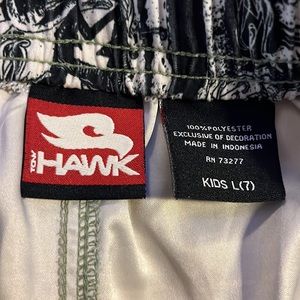 TONY
HAWK
100% POLYESTER
EXCLUSIVE OF DECORATION
MADE IN INDONESIA
RN 73277
KIDS L(7)